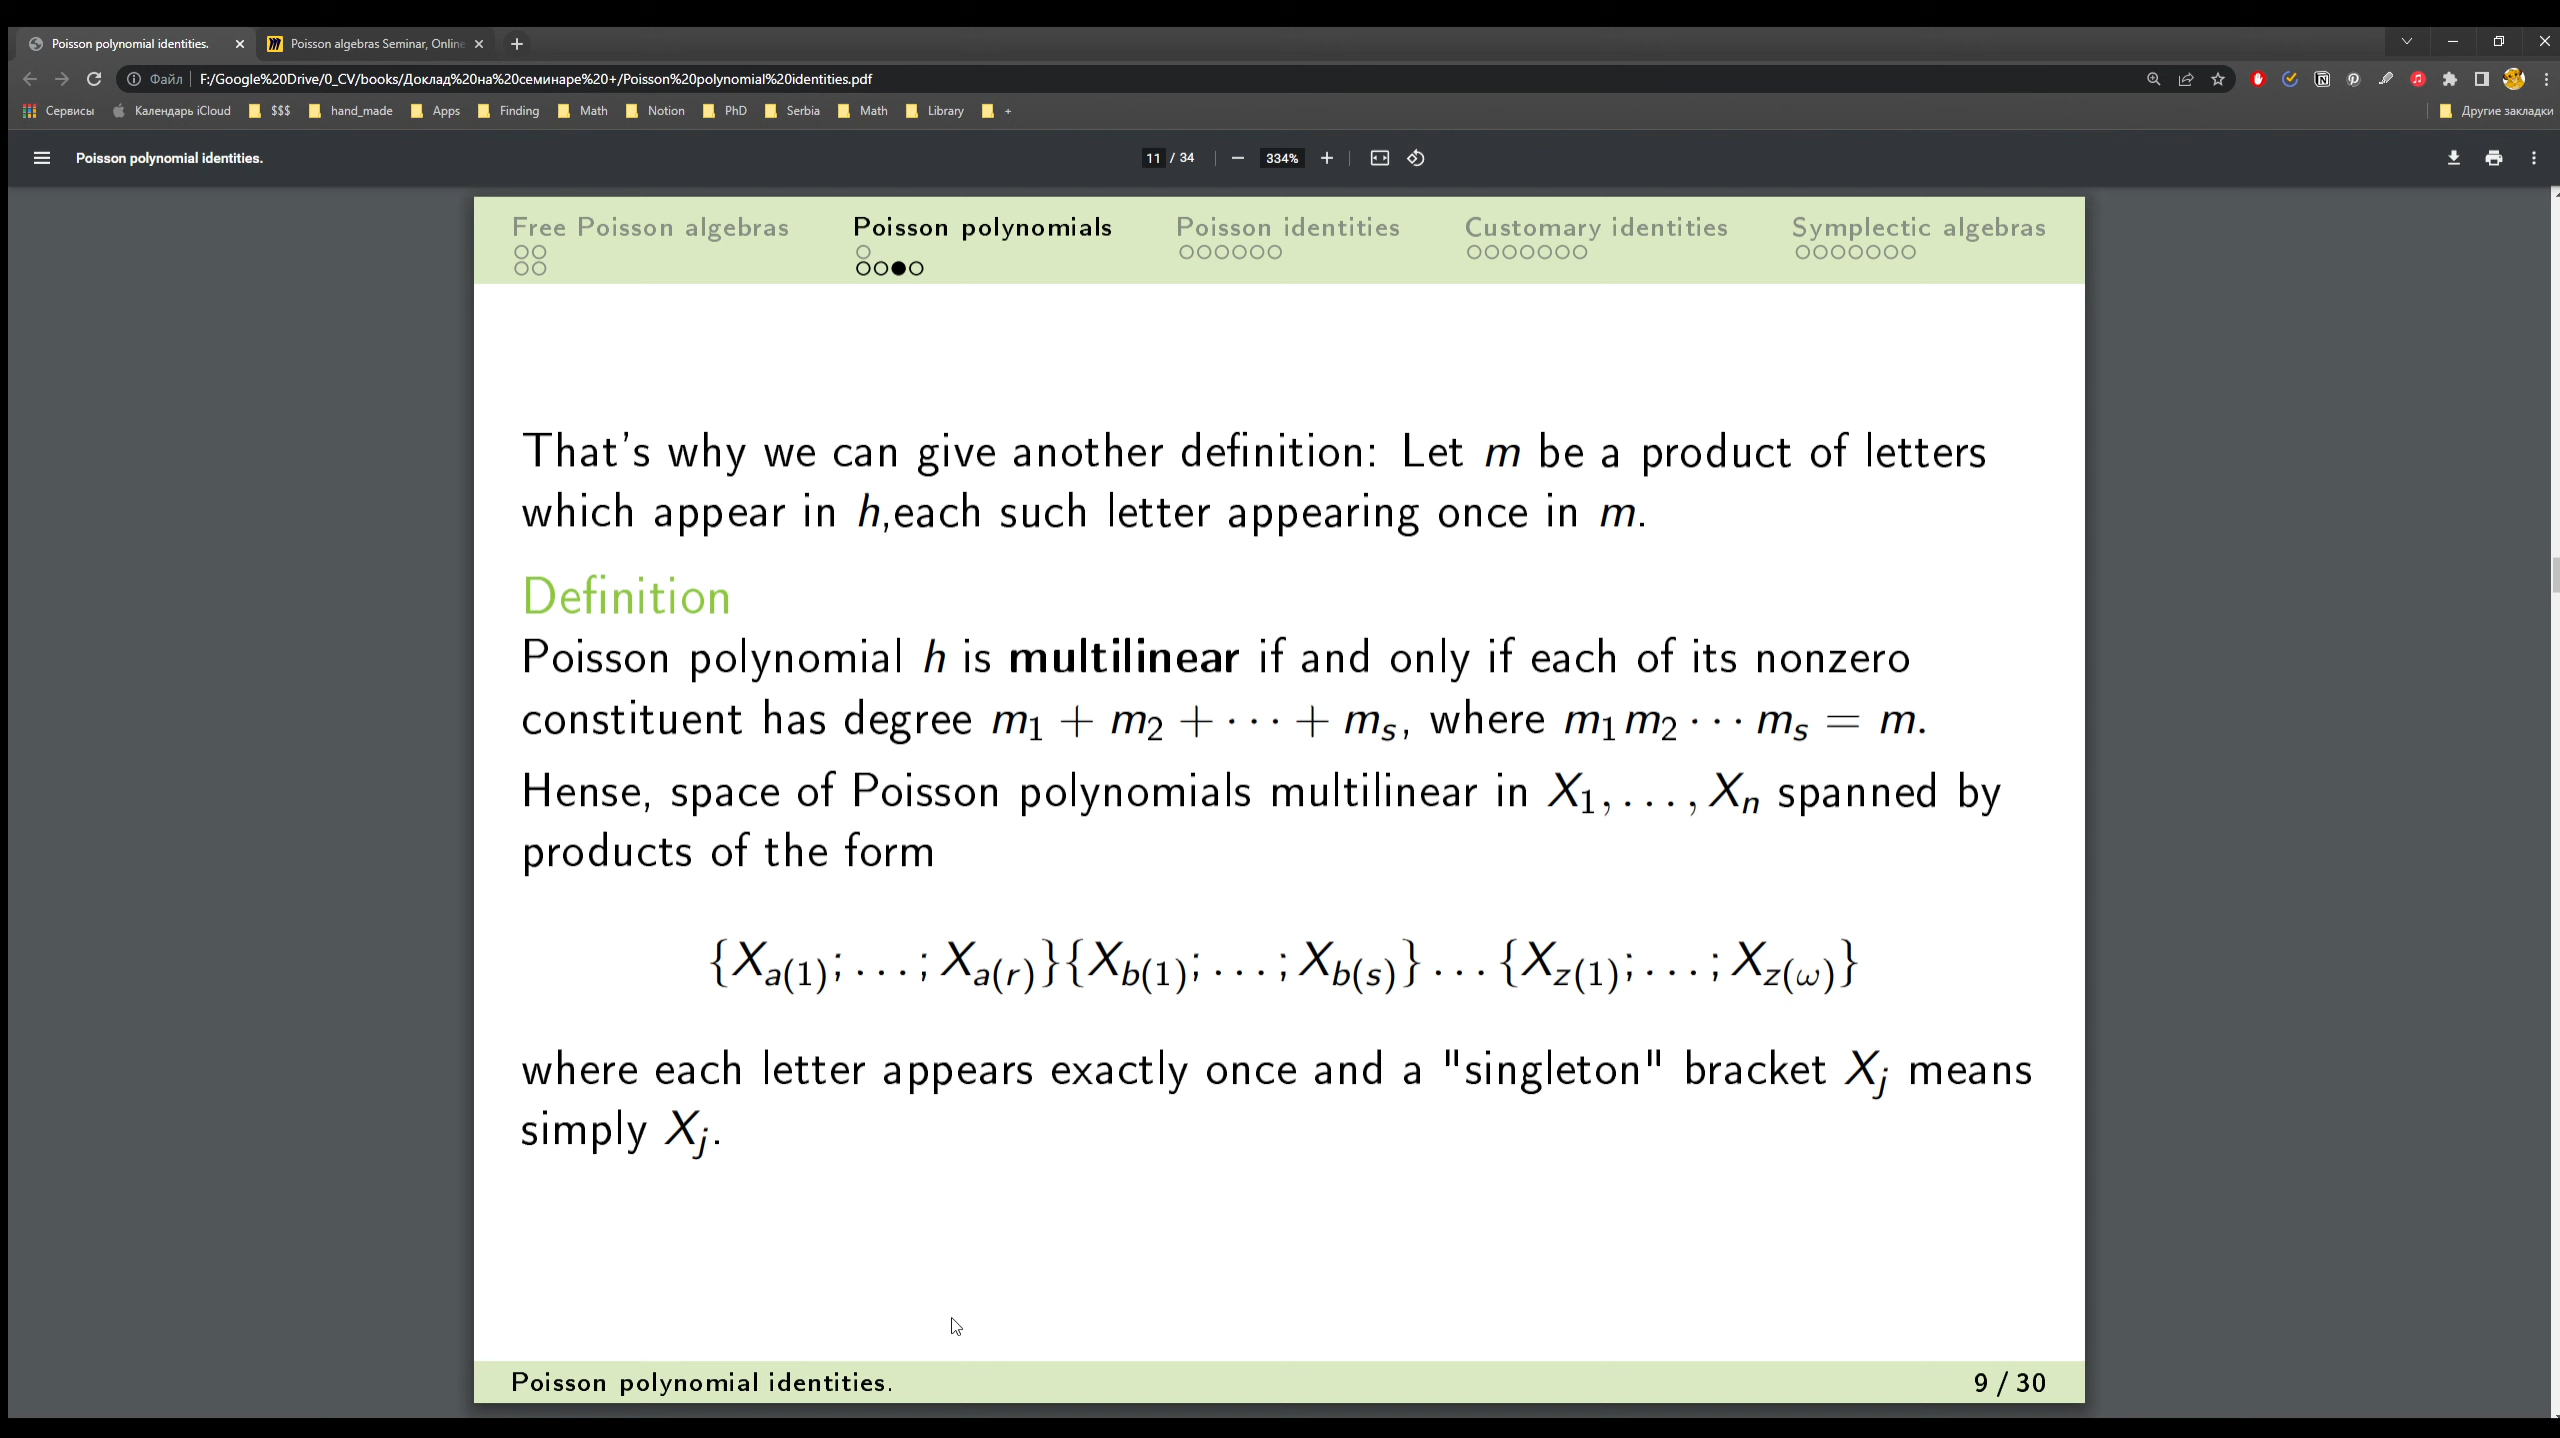 Poisson polynomial identities.
Poisson algebras Seminar, Online
Файл
F:/Google%20Drive/0_CV/books/Доклад%20на%20семинаре%20+/Poisson%20polynomial%20identities.pdf
Сервисы Календарь iCloud $$$ hand_made Apps Finding Math Notion PhD Serbia Math Library + Другие закладки
Poisson polynomial identities. 11 / 34 − 334% +
Free Poisson algebras Poisson polynomials Poisson identities Customary identities Symplectic algebras
That's why we can give another definition: Let m be a product of letters
which appear in h,each such letter appearing once in m.
Definition
Poisson polynomial h is multilinear if and only if each of its nonzero
constituent has degree m₁ + m₂ + ··· + mₛ, where m₁m₂ ··· mₛ = m.
Hense, space of Poisson polynomials multilinear in X₁, . . . , Xₙ spanned by
products of the form
{X_{a(1)}; . . . ; X_{a(r)}}{X_{b(1)}; . . . ; X_{b(s)}} . . . {X_{z(1)}; . . . ; X_{z(ω)}}
where each letter appears exactly once and a "singleton" bracket Xⱼ means
simply Xⱼ.
Poisson polynomial identities. 9 / 30